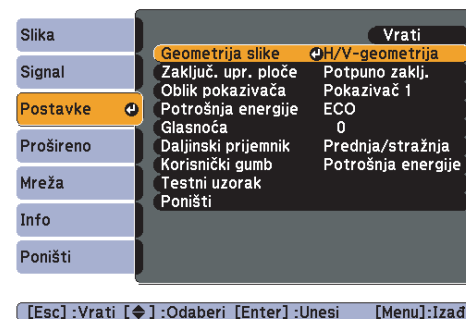 Slika
Signal
Postavke
Prošireno
Mreža
Info
Poništi
Vrati
Geometrija slike H/V-geometrija
Zaključ. upr. ploče Potpuno zaklj.
Oblik pokazivača Pokazivač 1
Potrošnja energije ECO
Glasnoća 0
Daljinski prijemnik Prednja/stražnja
Korisnički gumb Potrošnja energije
Testni uzorak
Poništi
[Esc] :Vrati [◆] :Odaberi [Enter] :Unesi [Menu]:Izađ